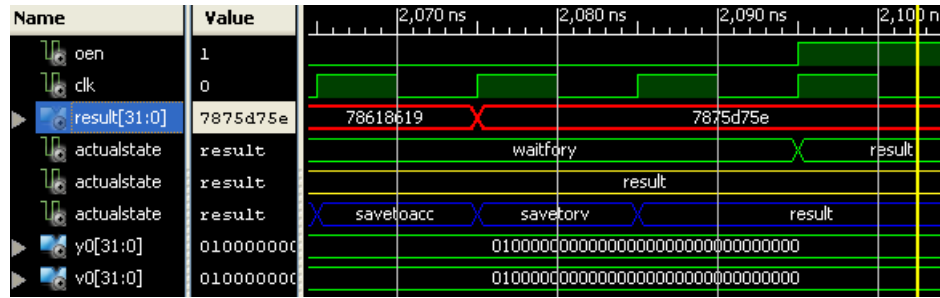 Name Value 2,070 ns 2,080 ns 2,090 ns 2,100 n
oen 1
clk 0
result[31:0] 7875d75e 78618619 7875d75e
actualstate result waitfory result
actualstate result result
actualstate result savetoacc savetorv result
y0[31:0] 010000000 01000000000000000000000000000000
v0[31:0] 010000000 01000000000000000000000000000000